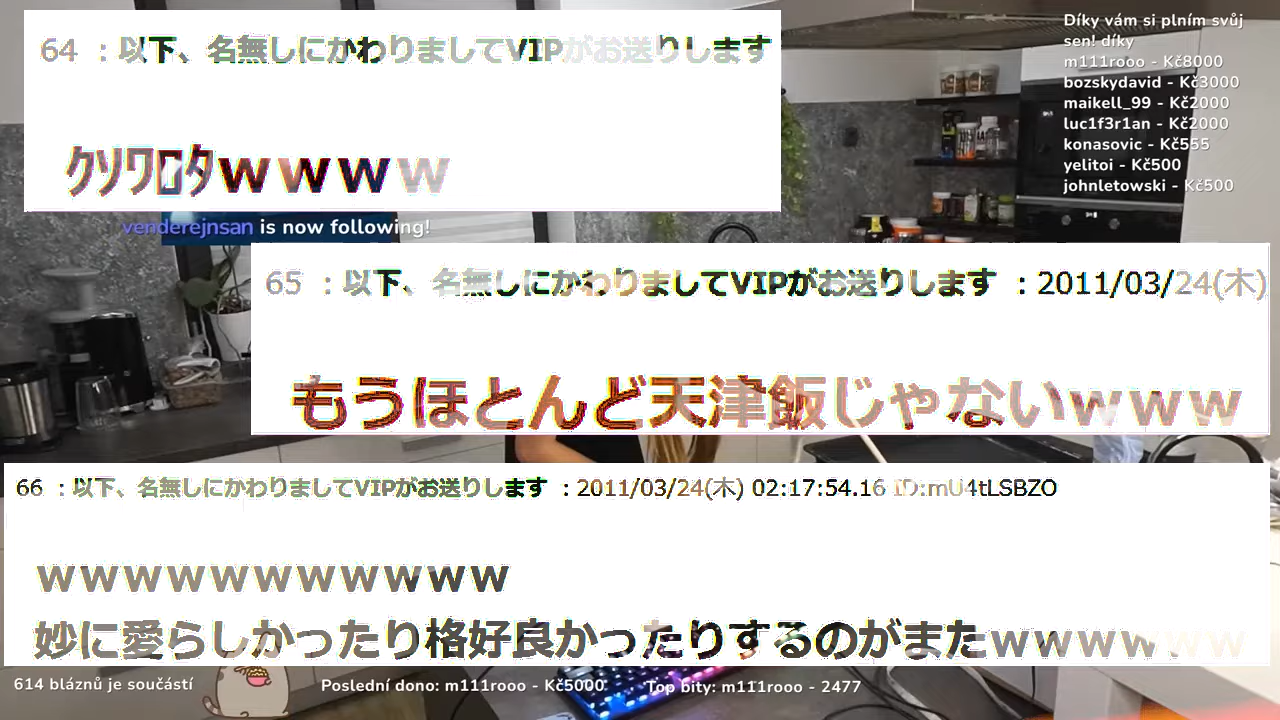 Díky vám si plním svůj
sen! díky
m111rooo - Kč8000
bozskydavid - Kč3000
maikell_99 - Kč2000
luc1f3r1an - Kč2000
konasovic - Kč555
yelitoi - Kč500
johnletowski - Kč500
64 ：以下、名無しにかわりましてVIPがお送りします
ｸｿﾜﾛﾀｗｗｗｗ
venderejnsan is now following!
65 ：以下、名無しにかわりましてVIPがお送りします ：2011/03/24(木)
もうほとんど天津飯じゃないｗｗｗ
66 ：以下、名無しにかわりましてVIPがお送りします ：2011/03/24(木) 02:17:54.16 ID:mU4tLSBZO
ｗｗｗｗｗｗｗｗｗｗｗ
妙に愛らしかったり格好良かったりするのがまたｗｗｗｗｗｗ
614 bláznů je součástí
Poslední dono: m111rooo - Kč5000
Top bity: m111rooo - 2477